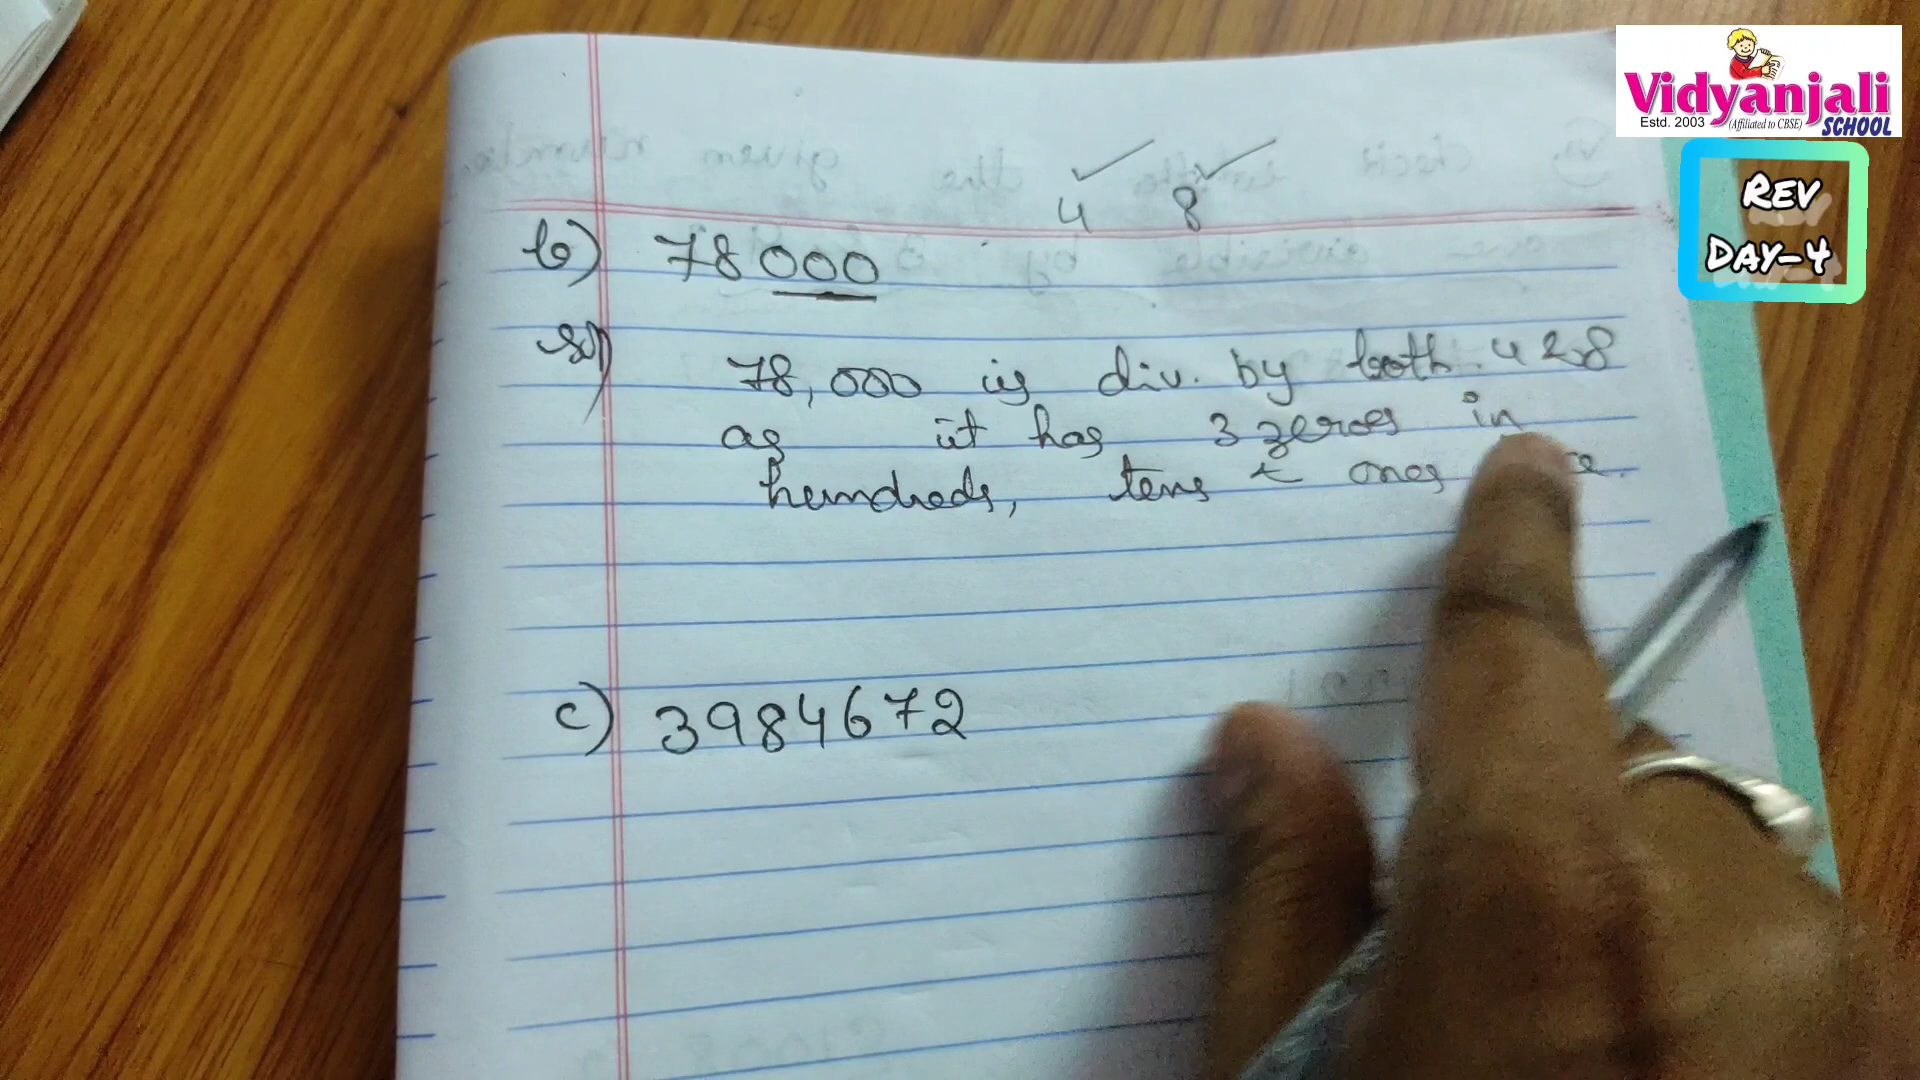 Vidyanjali
Estd. 2003 (Affiliated to CBSE) SCHOOL
REV
DAY-4
4 8
b) 78000
Sol 78,000 is div. by both 4 & 8
as it has 3 zeroes in
hundreds, tens & ones
c) 3984672